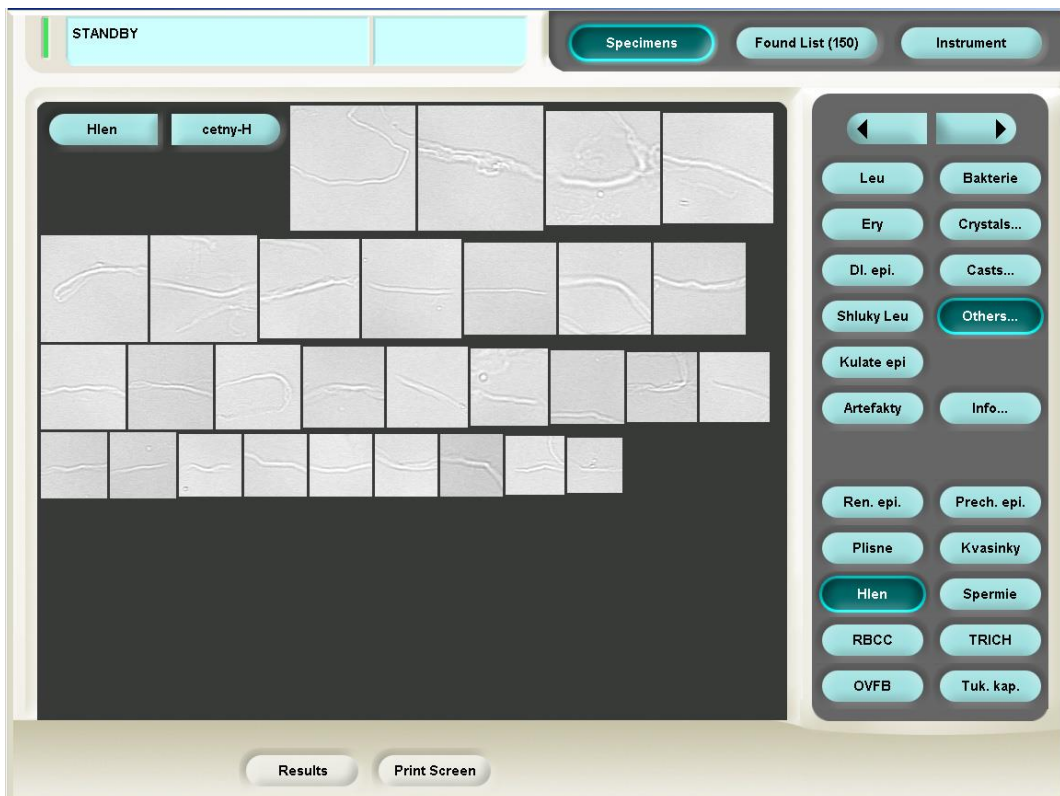 STANDBY
Specimens
Found List (150)
Instrument
Hlen
cetny-H
Leu
Bakterie
Ery
Crystals...
Dl. epi.
Casts...
Shluky Leu
Others...
Kulate epi
Artefakty
Info...
Ren. epi.
Prech. epi.
Plisne
Kvasinky
Hlen
Spermie
RBCC
TRICH
OVFB
Tuk. kap.
Results
Print Screen